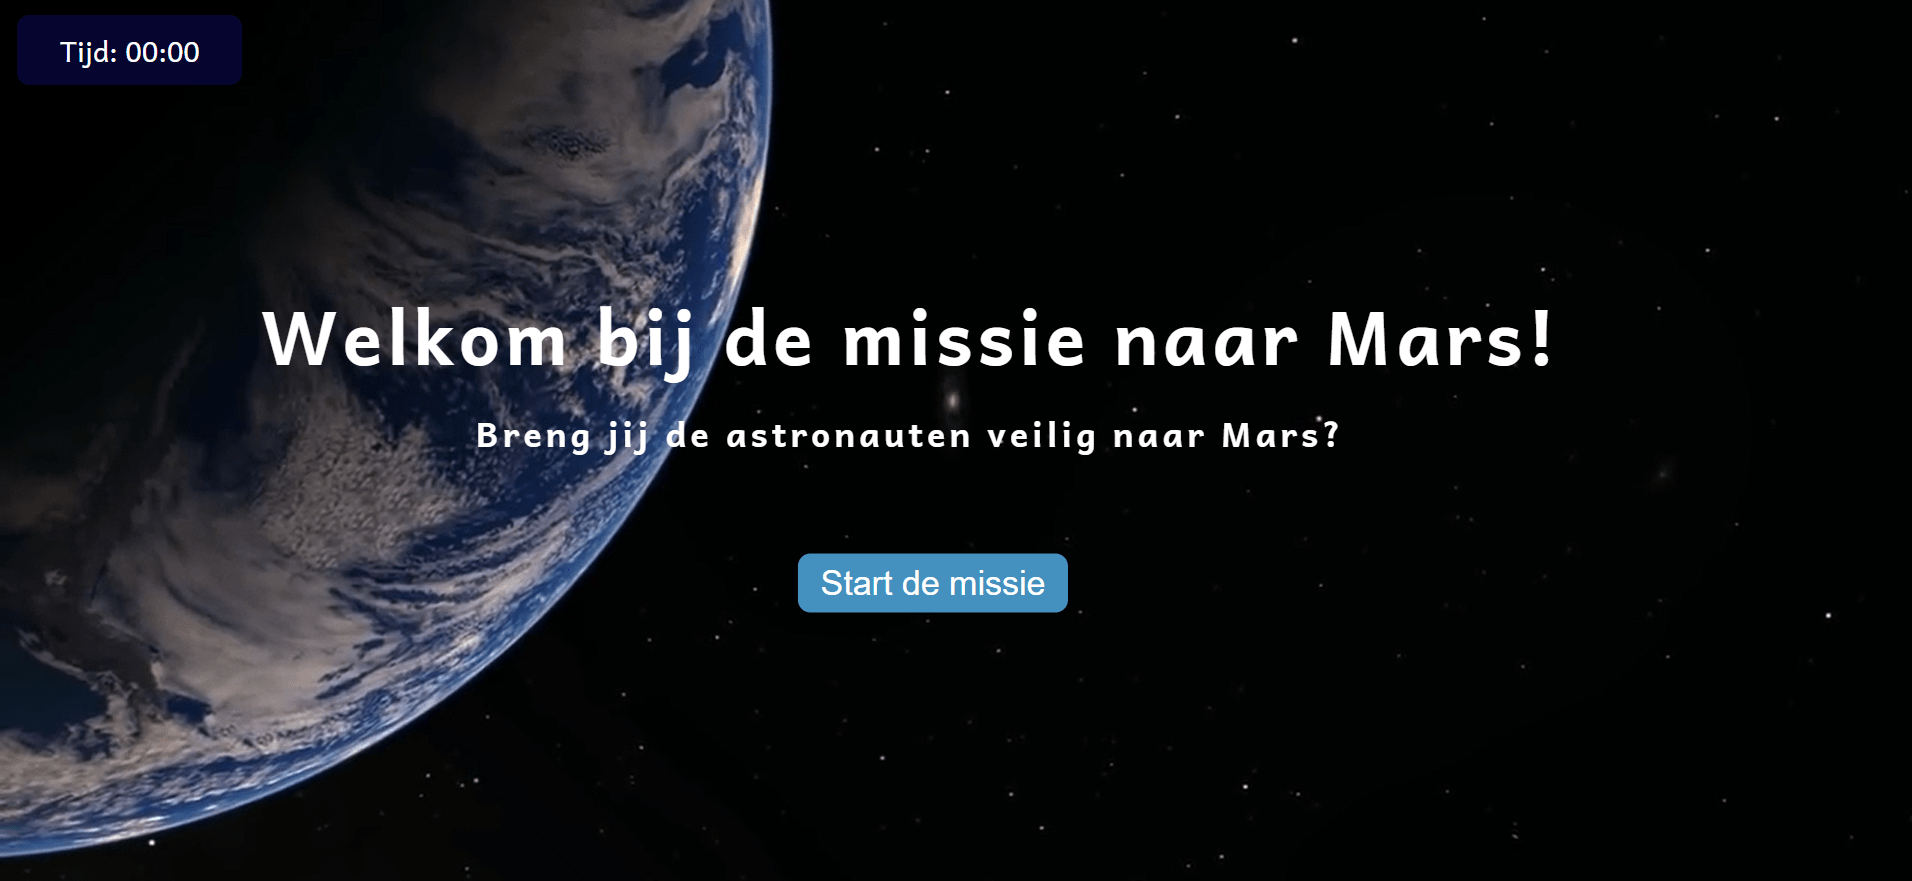 Tijd: 00:00
Welkom bij de missie naar Mars!
Breng jij de astronauten veilig naar Mars?
Start de missie